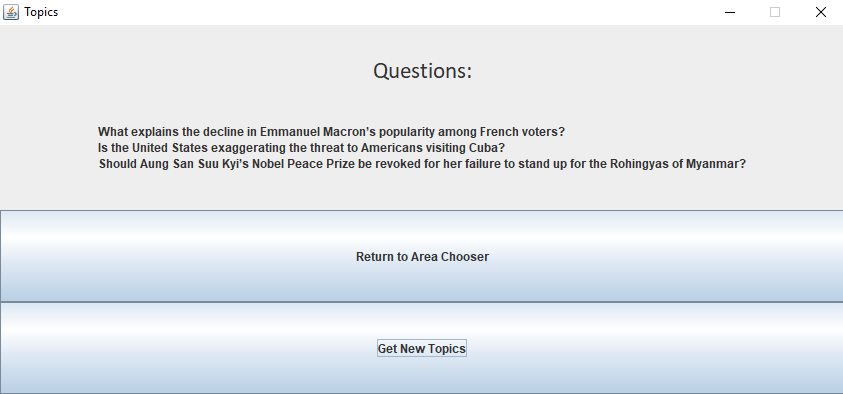 Topics
Questions:
What explains the decline in Emmanuel Macron’s popularity among French voters?
Is the United States exaggerating the threat to Americans visiting Cuba?
Should Aung San Suu Kyi’s Nobel Peace Prize be revoked for her failure to stand up for the Rohingyas of Myanmar?
Return to Area Chooser
Get New Topics